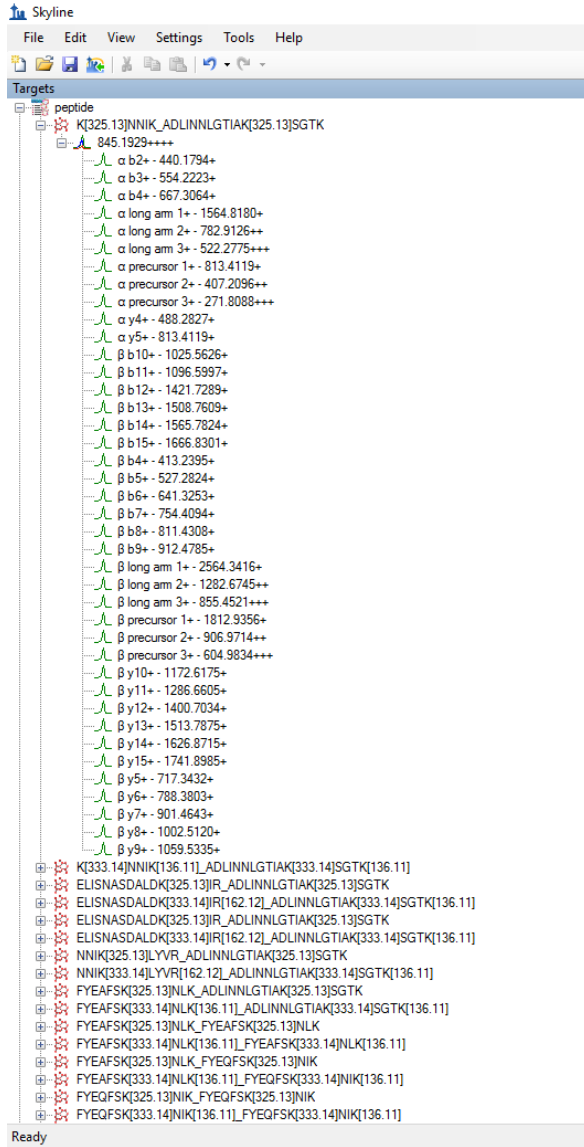 Skyline
File Edit View Settings Tools Help
Targets
peptide
K[325.13]NNIK_ADLINNLGTIAK[325.13]SGTK
845.1929++++
α b2+ - 440.1794+
α b3+ - 554.2223+
α b4+ - 667.3064+
α long arm 1+ - 1564.8180+
α long arm 2+ - 782.9126++
α long arm 3+ - 522.2775+++
α precursor 1+ - 813.4119+
α precursor 2+ - 407.2096++
α precursor 3+ - 271.8088+++
α y4+ - 488.2827+
α y5+ - 813.4119+
β b10+ - 1025.5626+
β b11+ - 1096.5997+
β b12+ - 1421.7289+
β b13+ - 1508.7609+
β b14+ - 1565.7824+
β b15+ - 1666.8301+
β b4+ - 413.2395+
β b5+ - 527.2824+
β b6+ - 641.3253+
β b7+ - 754.4094+
β b8+ - 811.4308+
β b9+ - 912.4785+
β long arm 1+ - 2564.3416+
β long arm 2+ - 1282.6745++
β long arm 3+ - 855.4521+++
β precursor 1+ - 1812.9356+
β precursor 2+ - 906.9714++
β precursor 3+ - 604.9834+++
β y10+ - 1172.6175+
β y11+ - 1286.6605+
β y12+ - 1400.7034+
β y13+ - 1513.7875+
β y14+ - 1626.8715+
β y15+ - 1741.8985+
β y5+ - 717.3432+
β y6+ - 788.3803+
β y7+ - 901.4643+
β y8+ - 1002.5120+
β y9+ - 1059.5335+
K[333.14]NNIK[136.11]_ADLINNLGTIAK[333.14]SGTK[136.11]
ELISNASDALDK[325.13]IR_ADLINNLGTIAK[325.13]SGTK
ELISNASDALDK[333.14]IR[162.12]_ADLINNLGTIAK[333.14]SGTK[136.11]
ELISNASDALDK[325.13]IR_ADLINNLGTIAK[325.13]SGTK
ELISNASDALDK[333.14]IR[162.12]_ADLINNLGTIAK[333.14]SGTK[136.11]
NNIK[325.13]LYVR_ADLINNLGTIAK[325.13]SGTK
NNIK[333.14]LYVR[162.12]_ADLINNLGTIAK[333.14]SGTK[136.11]
FYEAFSK[325.13]NLK_ADLINNLGTIAK[325.13]SGTK
FYEAFSK[333.14]NLK[136.11]_ADLINNLGTIAK[333.14]SGTK[136.11]
FYEAFSK[325.13]NLK_FYEAFSK[325.13]NLK
FYEAFSK[333.14]NLK[136.11]_FYEAFSK[333.14]NLK[136.11]
FYEAFSK[325.13]NLK_FYEQFSK[325.13]NIK
FYEAFSK[333.14]NLK[136.11]_FYEQFSK[333.14]NIK[136.11]
FYEQFSK[325.13]NIK_FYEQFSK[325.13]NIK
FYEQFSK[333.14]NIK[136.11]_FYEQFSK[333.14]NIK[136.11]
Ready